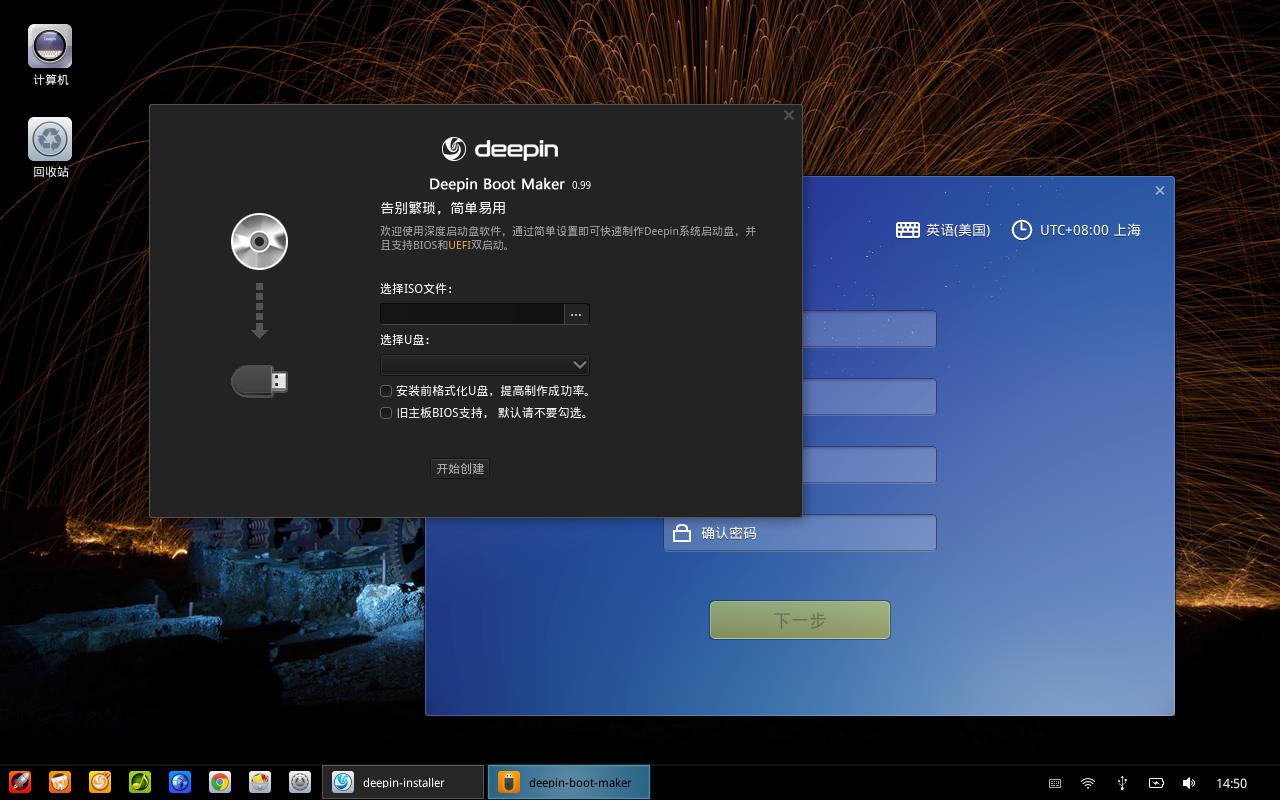 计算机
回收站
deepin
Deepin Boot Maker 0.99
告别繁琐，简单易用
欢迎使用深度启动盘软件，通过简单设置即可快速制作Deepin系统启动盘，并
且支持BIOS和UEFI双启动。
选择ISO文件：
...
选择U盘：
安装前格式化U盘，提高制作成功率。
旧主板BIOS支持， 默认请不要勾选。
开始创建
英语(美国)
UTC+08:00 上海
确认密码
下一步
deepin-installer
deepin-boot-maker
14:50